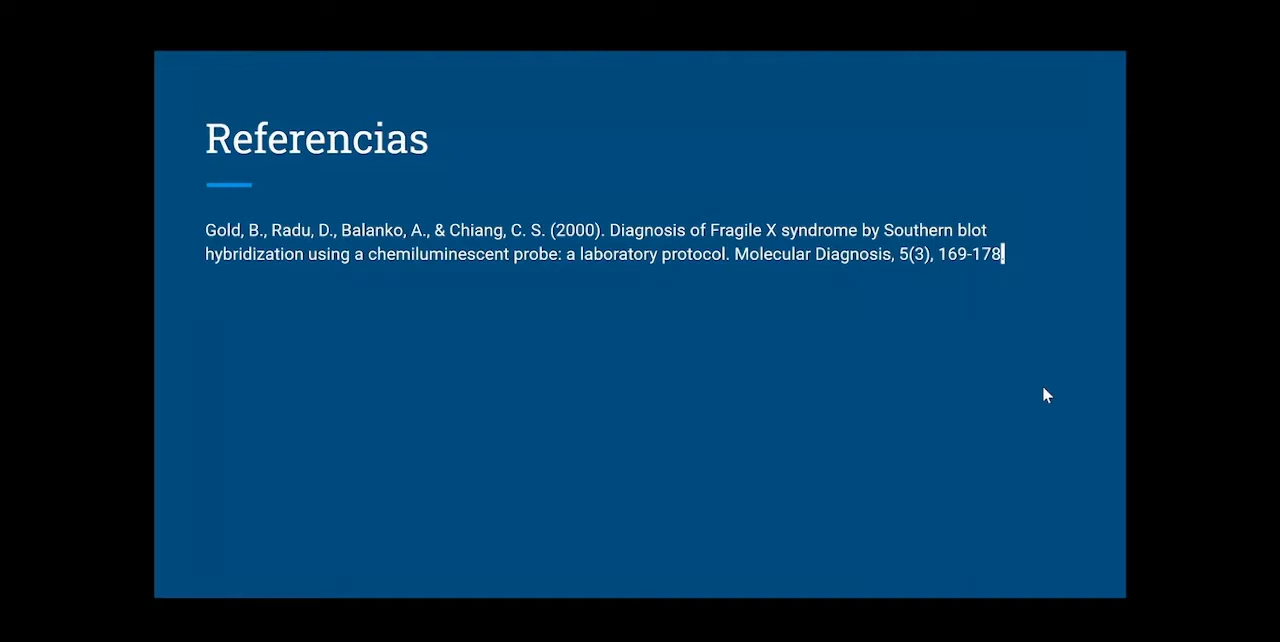 Referencias
Gold, B., Radu, D., Balanko, A., & Chiang, C. S. (2000). Diagnosis of Fragile X syndrome by Southern blot
hybridization using a chemiluminescent probe: a laboratory protocol. Molecular Diagnosis, 5(3), 169-178